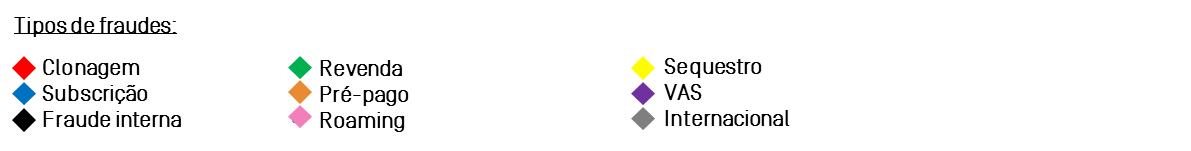 Tipos de fraudes:
Clonagem
Subscrição
Fraude interna
Revenda
Pré-pago
Roaming
Sequestro
VAS
Internacional